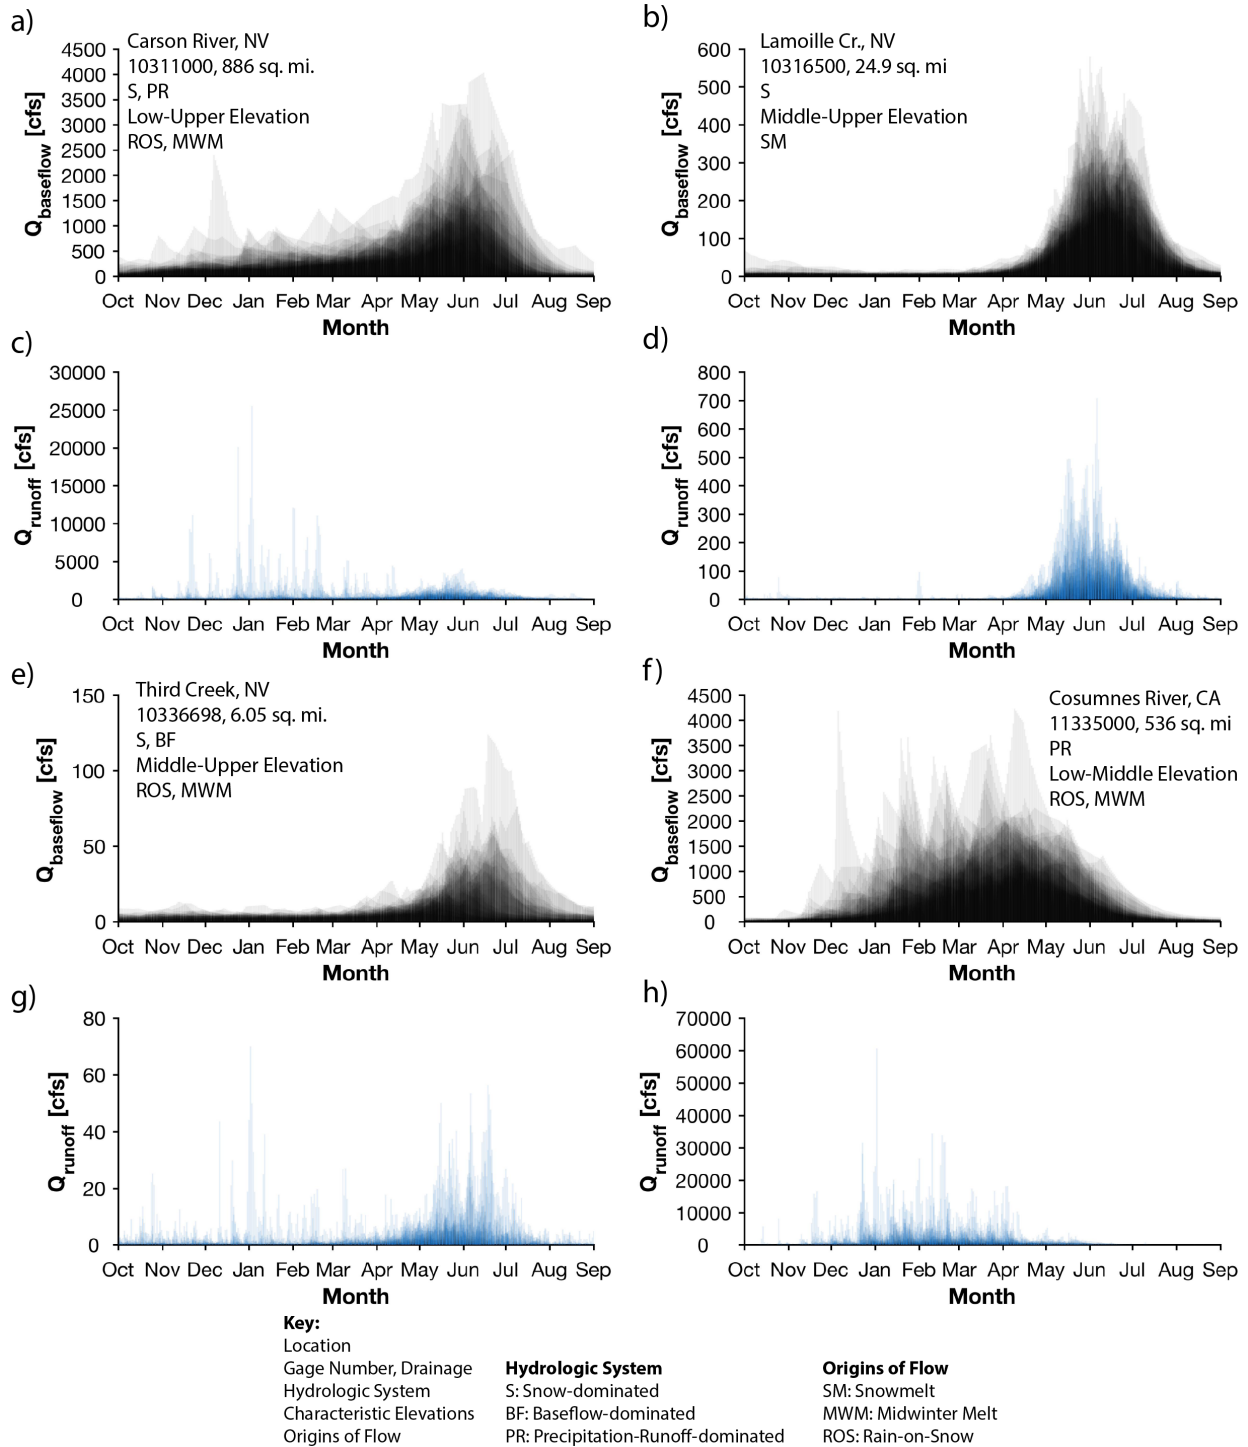 a)
Carson River, NV
10311000, 886 sq. mi.
S, PR
Low-Upper Elevation
ROS, MWM
Qbaseflow [cfs]
4500
4000
3500
3000
2500
2000
1500
1000
500
0
Oct Nov Dec Jan Feb Mar Apr May Jun Jul Aug Sep
Month
b)
Lamoille Cr., NV
10316500, 24.9 sq. mi
S
Middle-Upper Elevation
SM
Qbaseflow [cfs]
600
500
400
300
200
100
0
Oct Nov Dec Jan Feb Mar Apr May Jun Jul Aug Sep
Month
c)
Qrunoff [cfs]
30000
25000
20000
15000
10000
5000
0
Oct Nov Dec Jan Feb Mar Apr May Jun Jul Aug Sep
Month
d)
Qrunoff [cfs]
800
700
600
500
400
300
200
100
0
Oct Nov Dec Jan Feb Mar Apr May Jun Jul Aug Sep
Month
e)
Third Creek, NV
10336698, 6.05 sq. mi.
S, BF
Middle-Upper Elevation
ROS, MWM
Qbaseflow [cfs]
150
100
50
0
Oct Nov Dec Jan Feb Mar Apr May Jun Jul Aug Sep
Month
f)
Cosumnes River, CA
11335000, 536 sq. mi
PR
Low-Middle Elevation
ROS, MWM
Qbaseflow [cfs]
4500
4000
3500
3000
2500
2000
1500
1000
500
0
Oct Nov Dec Jan Feb Mar Apr May Jun Jul Aug Sep
Month
g)
Qrunoff [cfs]
80
60
40
20
0
Oct Nov Dec Jan Feb Mar Apr May Jun Jul Aug Sep
Month
h)
Qrunoff [cfs]
70000
60000
50000
40000
30000
20000
10000
0
Oct Nov Dec Jan Feb Mar Apr May Jun Jul Aug Sep
Month
Key:
Location
Gage Number, Drainage
Hydrologic System
Characteristic Elevations
Origins of Flow
Hydrologic System
S: Snow-dominated
BF: Baseflow-dominated
PR: Precipitation-Runoff-dominated
Origins of Flow
SM: Snowmelt
MWM: Midwinter Melt
ROS: Rain-on-Snow